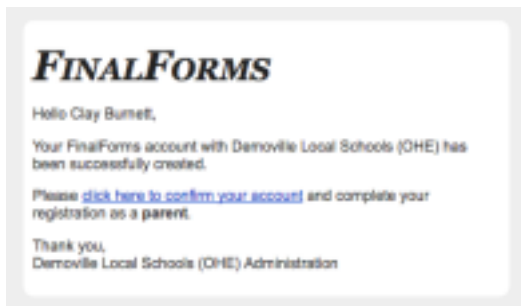 FINALFORMS
Hello Clay Burnett,
Your FinalForms account with Demoville Local Schools (OHE) has
been successfully created.
Please click here to confirm your account and complete your
registration as a parent.
Thank you,
Demoville Local Schools (OHE) Administration